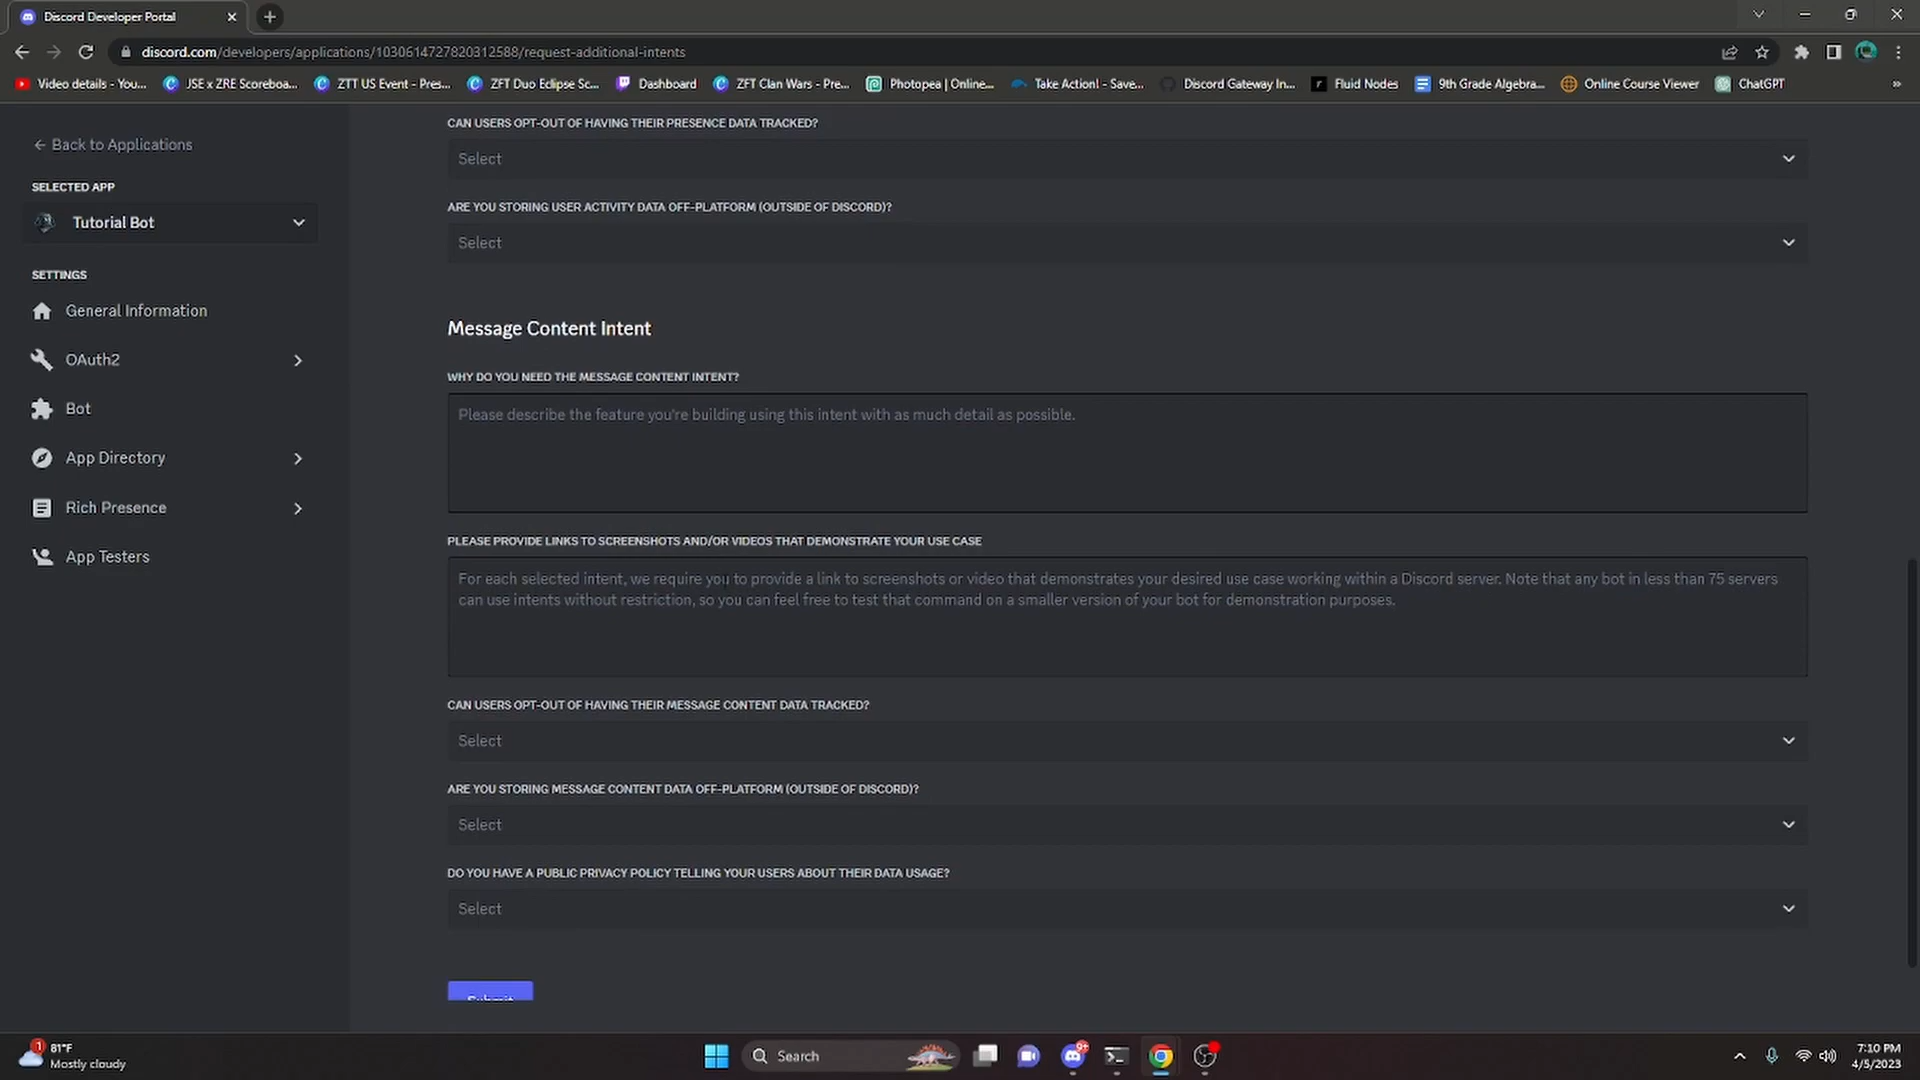 Discord Developer Portal
discord.com/developers/applications/1030614727820312588/request-additional-intents
Video details - You...
JSE x ZRE Scoreboa...
ZTT US Event - Pres...
ZFT Duo Eclipse Sc...
Dashboard
ZFT Clan Wars - Pre...
Photopea | Online...
Take Action! - Save...
Discord Gateway In...
Fluid Nodes
9th Grade Algebra...
Online Course Viewer
ChatGPT
»
← Back to Applications
SELECTED APP
Tutorial Bot
SETTINGS
General Information
OAuth2
Bot
App Directory
Rich Presence
App Testers
CAN USERS OPT-OUT OF HAVING THEIR PRESENCE DATA TRACKED?
Select
ARE YOU STORING USER ACTIVITY DATA OFF-PLATFORM (OUTSIDE OF DISCORD)?
Select
Message Content Intent
WHY DO YOU NEED THE MESSAGE CONTENT INTENT?
Please describe the feature you're building using this intent with as much detail as possible.
PLEASE PROVIDE LINKS TO SCREENSHOTS AND/OR VIDEOS THAT DEMONSTRATE YOUR USE CASE
For each selected intent, we require you to provide a link to screenshots or video that demonstrates your desired use case working within a Discord server. Note that any bot in less than 75 servers
can use intents without restriction, so you can feel free to test that command on a smaller version of your bot for demonstration purposes.
CAN USERS OPT-OUT OF HAVING THEIR MESSAGE CONTENT DATA TRACKED?
Select
ARE YOU STORING MESSAGE CONTENT DATA OFF-PLATFORM (OUTSIDE OF DISCORD)?
Select
DO YOU HAVE A PUBLIC PRIVACY POLICY TELLING YOUR USERS ABOUT THEIR DATA USAGE?
Select
Submit
1
81°F
Mostly cloudy
Search
9+
7:10 PM
4/5/2023